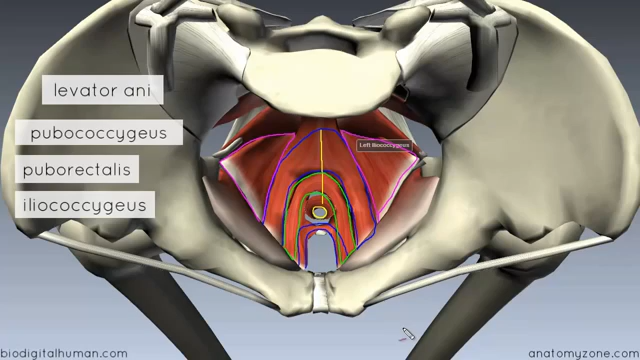 levator ani
pubococcygeus
puborectalis
iliococcygeus
Left Iliococcygeus
biodigitalhuman.com
anatomyzone.com